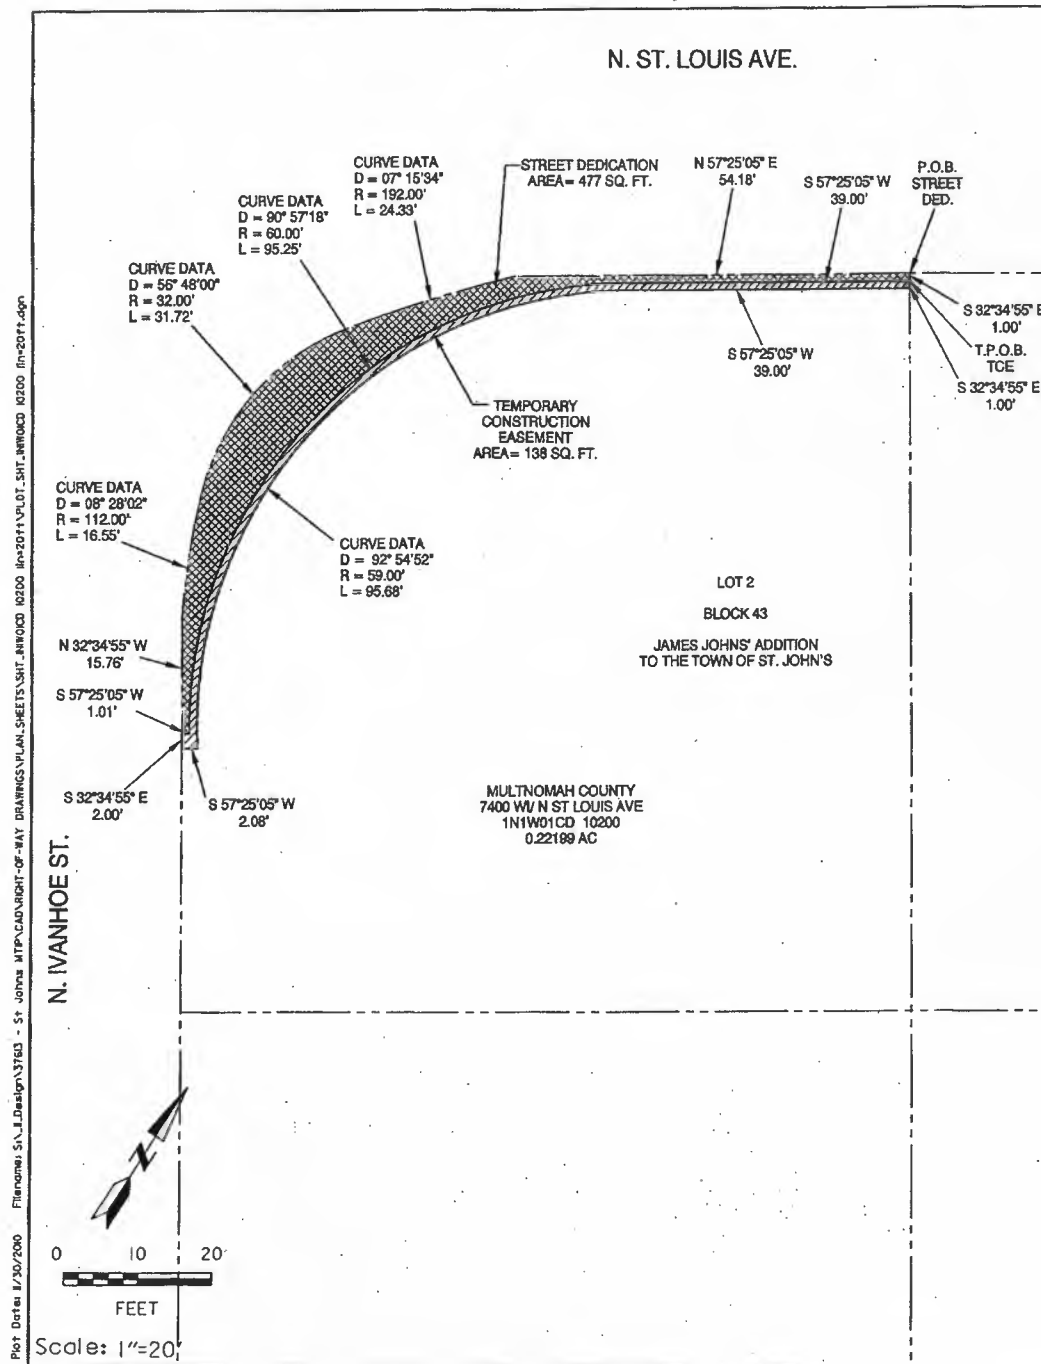 N. ST. LOUIS AVE.
CURVE DATA
D = 07° 15'34"
R = 192.00'
L = 24.33'
STREET DEDICATION
AREA= 477 SQ. FT.
N 57°25'05" E
54.18'
S 57°25'05" W
39.00'
P.O.B.
STREET
DED.
CURVE DATA
D = 90° 57'18"
R = 60.00'
L = 95.25'
CURVE DATA
D = 56° 48'00"
R = 32.00'
L = 31.72'
S 32°34'55" E
1.00'
T.P.O.B.
TCE
S 32°34'55" E
1.00'
S 57°25'05" W
39.00'
TEMPORARY
CONSTRUCTION
EASEMENT
AREA= 138 SQ. FT.
CURVE DATA
D = 08° 28'02"
R = 112.00'
L = 16.55'
CURVE DATA
D = 92° 54'52"
R = 59.00'
L = 95.68'
LOT 2
BLOCK 43
JAMES JOHNS' ADDITION
TO THE TOWN OF ST. JOHN'S
N 32°34'55" W
15.76'
S 57°25'05" W
1.01'
S 32°34'55" E
2.00'
S 57°25'05" W
2.08'
MULTNOMAH COUNTY
7400 WI/ N ST LOUIS AVE
1N1W01CD 10200
0.22199 AC
N. IVANHOE ST.
N
0 10 20'
FEET
Scale: 1"=20'
Plot Date: 11/30/2010 Filename: